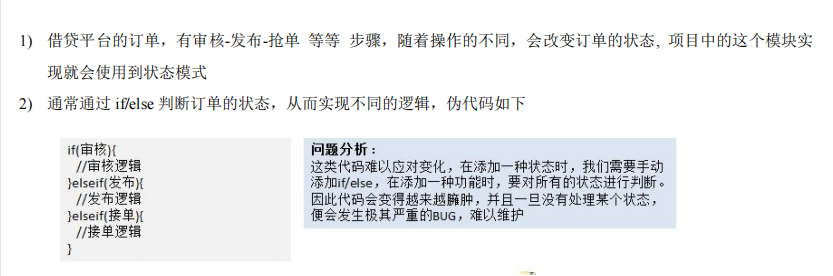 1) 借贷平台的订单，有审核-发布-抢单 等等 步骤，随着操作的不同，会改变订单的状态, 项目中的这个模块实
现就会使用到状态模式
2) 通常通过 if/else 判断订单的状态，从而实现不同的逻辑，伪代码如下
if(审核){
//审核逻辑
}elseif(发布){
//发布逻辑
}elseif(接单){
//接单逻辑
}
问题分析：
这类代码难以应对变化，在添加一种状态时，我们需要手动
添加if/else，在添加一种功能时，要对所有的状态进行判断。
因此代码会变得越来越臃肿，并且一旦没有处理某个状态，
便会发生极其严重的BUG，难以维护